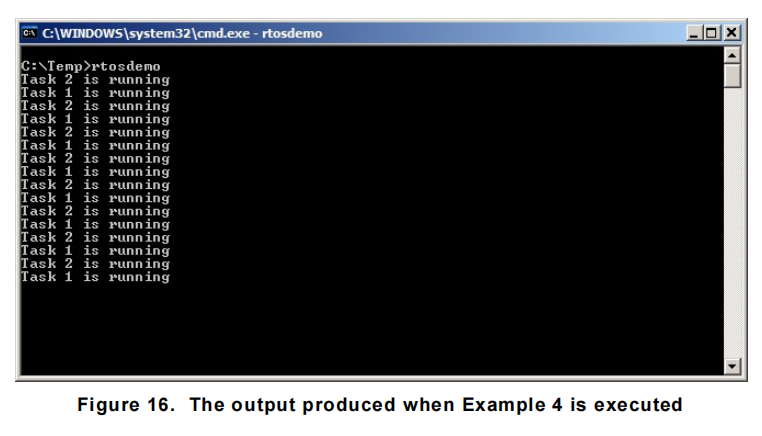 C:\WINDOWS\system32\cmd.exe - rtosdemo
C:\Temp>rtosdemo
Task 2 is running
Task 1 is running
Task 2 is running
Task 1 is running
Task 2 is running
Task 1 is running
Task 2 is running
Task 1 is running
Task 2 is running
Task 1 is running
Task 2 is running
Task 1 is running
Task 2 is running
Task 1 is running
Task 2 is running
Task 1 is running
Figure 16. The output produced when Example 4 is executed